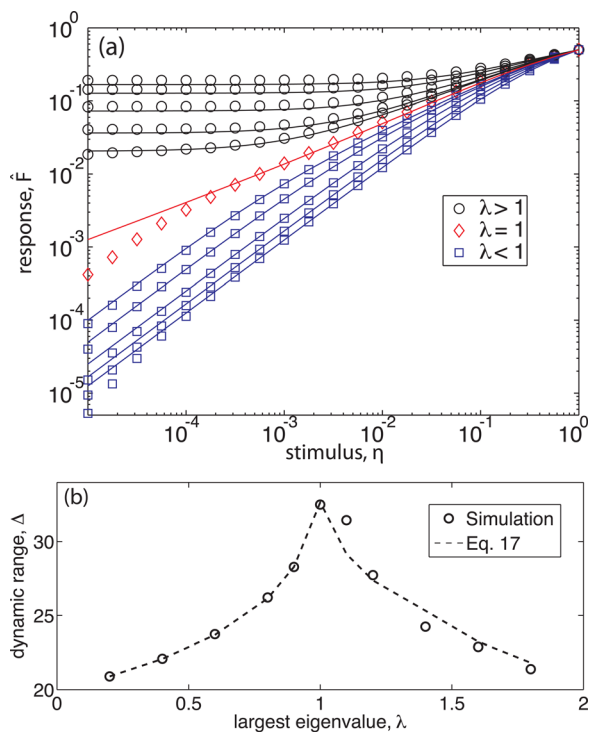 (a)
10^0
10^-1
10^-2
10^-3
10^-4
10^-5
response, F̂
λ > 1
λ = 1
λ < 1
10^-4
10^-3
10^-2
10^-1
10^0
stimulus, η
(b)
30
25
20
dynamic range, Δ
Simulation
Eq. 17
0
0.5
1
1.5
2
largest eigenvalue, λ